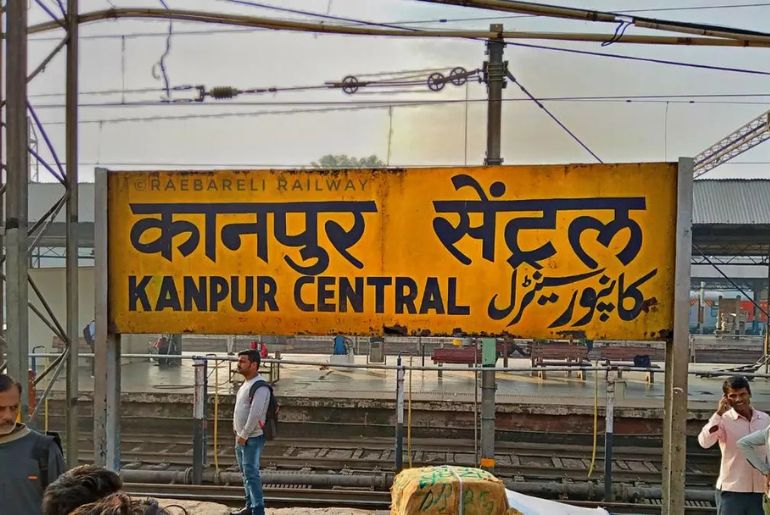 ©RAEBARELI RAILWAY
कानपुर सेंट्रल
KANPUR CENTRAL کانپور سینٹرل